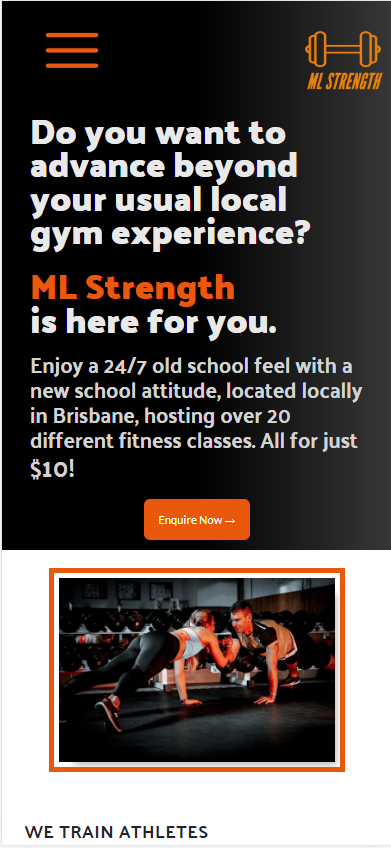 ML STRENGTH
Do you want to
advance beyond
your usual local
gym experience?
ML Strength
is here for you.
Enjoy a 24/7 old school feel with a
new school attitude, located locally
in Brisbane, hosting over 20
different fitness classes. All for just
$10!
Enquire Now→
WE TRAIN ATHLETES